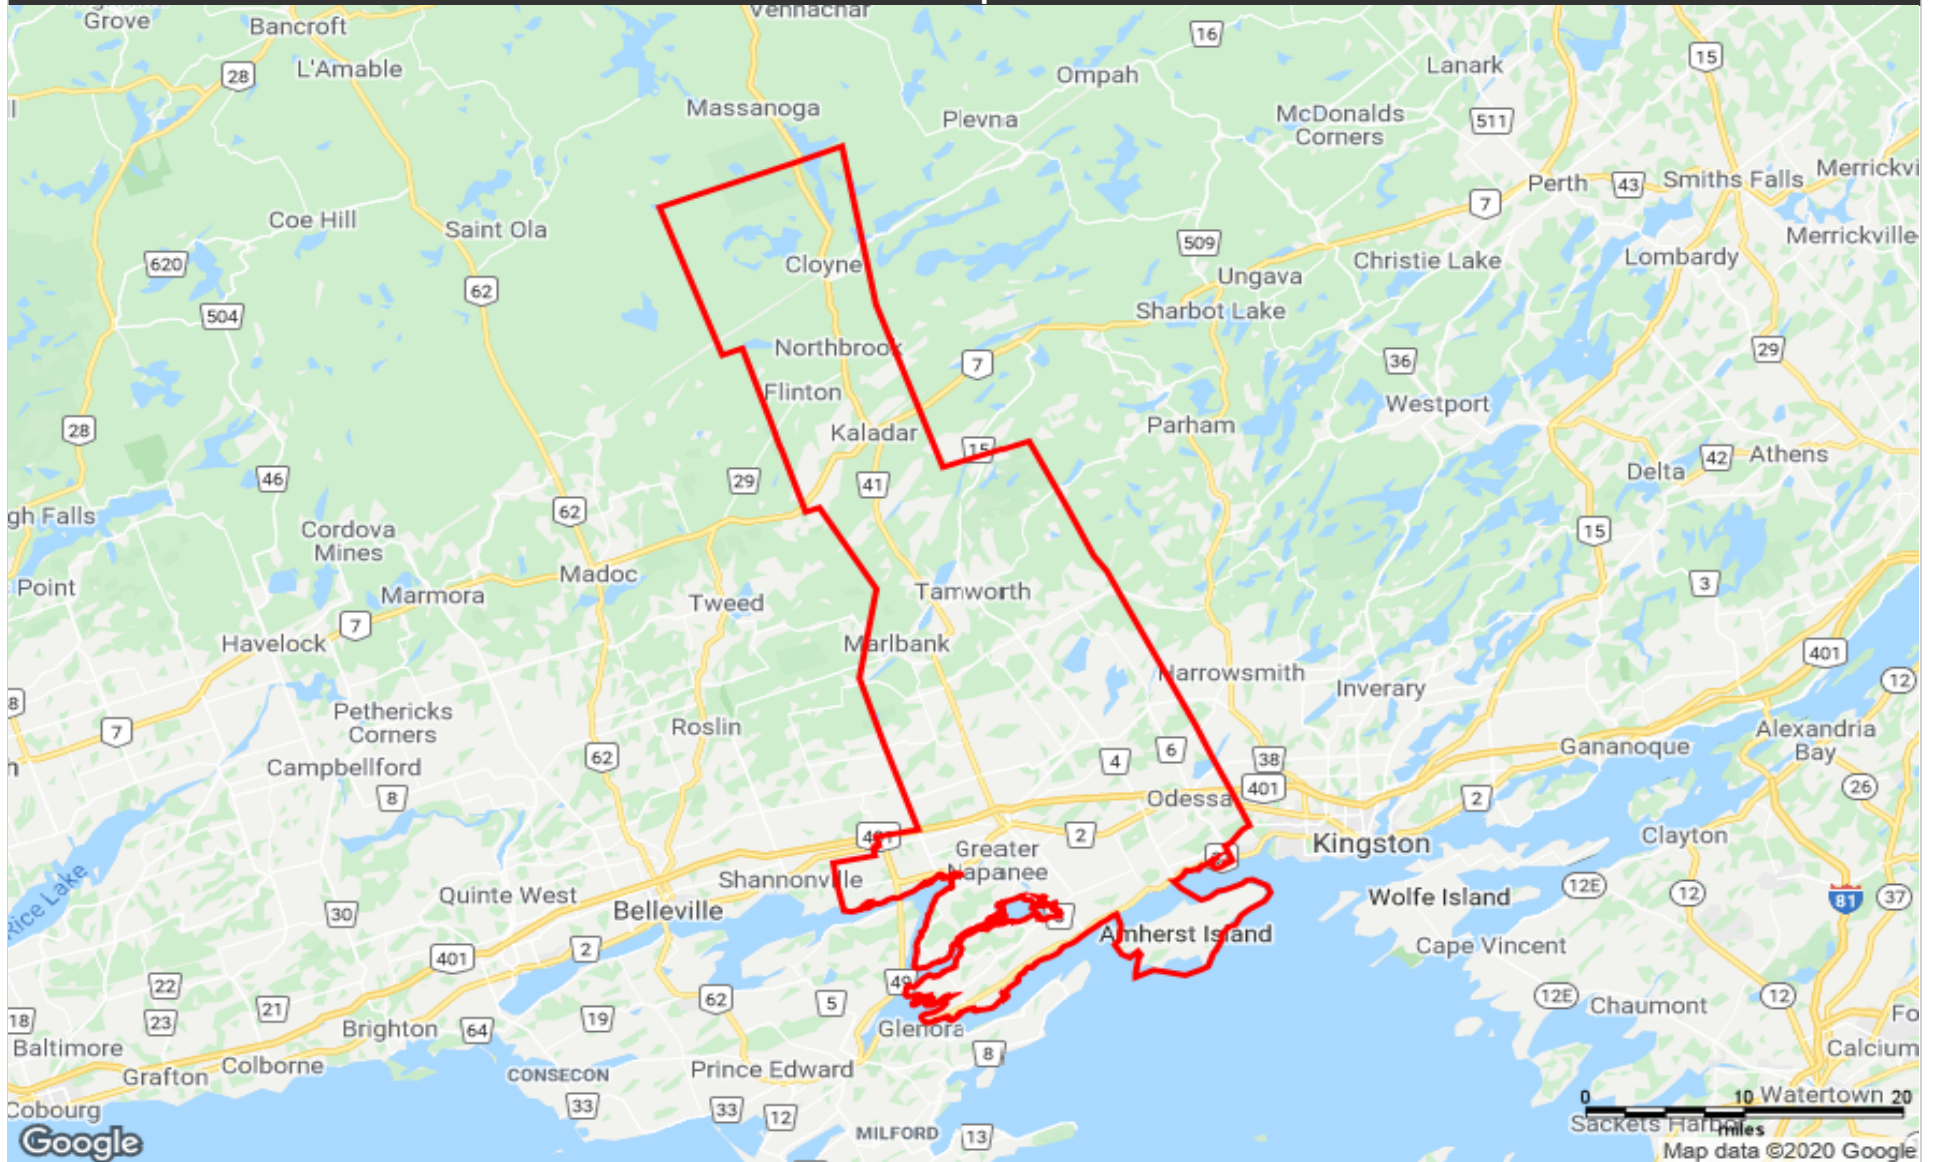 Grove
Bancroft
Vennachar
16
15
28
L'Amable
Ompah
Lanark
Massanoga
Plevna
McDonalds
Corners
511
Merrickvi
Perth
43
Smiths Falls
7
Coe Hill
Saint Ola
509
Merrickville
620
Cloyne
Ungava
Christie Lake
Lombardy
62
504
Sharbot Lake
Northbrook
7
36
29
Flinton
Westport
28
Kaladar
Parham
15
46
29
41
Delta
42
Athens
gh Falls
62
Cordova
Mines
15
Point
Madoc
Marmora
Tweed
Tamworth
3
7
Havelock
Marlbank
401
Harrowsmith
Inverary
12
8
Pethericks
Corners
Roslin
7
62
4
6
38
Gananoque
Alexandria
Bay
Campbellford
8
Odessa
401
2
26
401
2
Kingston
Clayton
Greater
Napanee
Shannonville
Rice Lake
Quinte West
Belleville
30
12E
12
81
37
Wolfe Island
Amherst Island
Cape Vincent
401
2
22
49
62
5
12E
12
Chaumont
18
21
23
19
Fo
Brighton
64
Glenora
Baltimore
8
Calcium
Colborne
Grafton
CONSECON
Prince Edward
0
10
Watertown
20
Cobourg
33
33
12
Sackets Harbor
miles
MILFORD
13
Google
Map data ©2020 Google